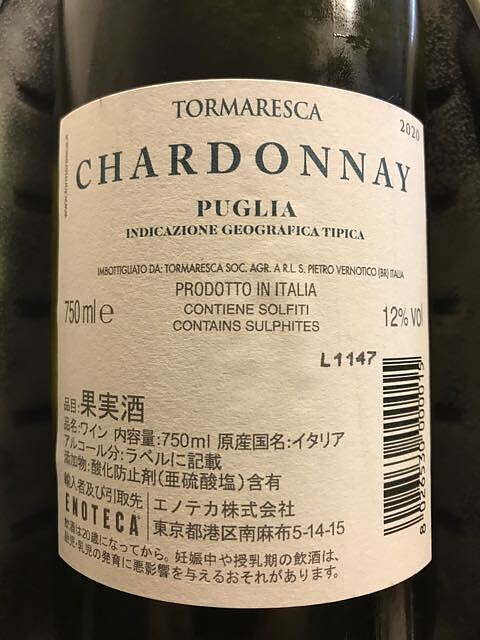 TORMARESCA
2020
CHARDONNAY
PUGLIA
INDICAZIONE GEOGRAFICA TIPICA
IMBOTTIGLIATO DA: TORMARESCA SOC. AGR. A R.L. S. PIETRO VERNOTICO (BR) ITALIA
PRODOTTO IN ITALIA
750 ml e
CONTIENE SOLFITI
CONTAINS SULPHITES
12% vol
L1147
品目:果実酒
品名:ワイン 内容量:750ml 原産国名:イタリア
アルコール分:ラベルに記載
添加物:酸化防止剤(亜硫酸塩)含有
輸入者及び引取先
ENOTECA
エノテカ株式会社
東京都港区南麻布5-14-15
飲酒は20歳になってから。妊娠中や授乳期の飲酒は、
胎児・乳児の発育に悪影響を与えるおそれがあります。
8 026530 000015